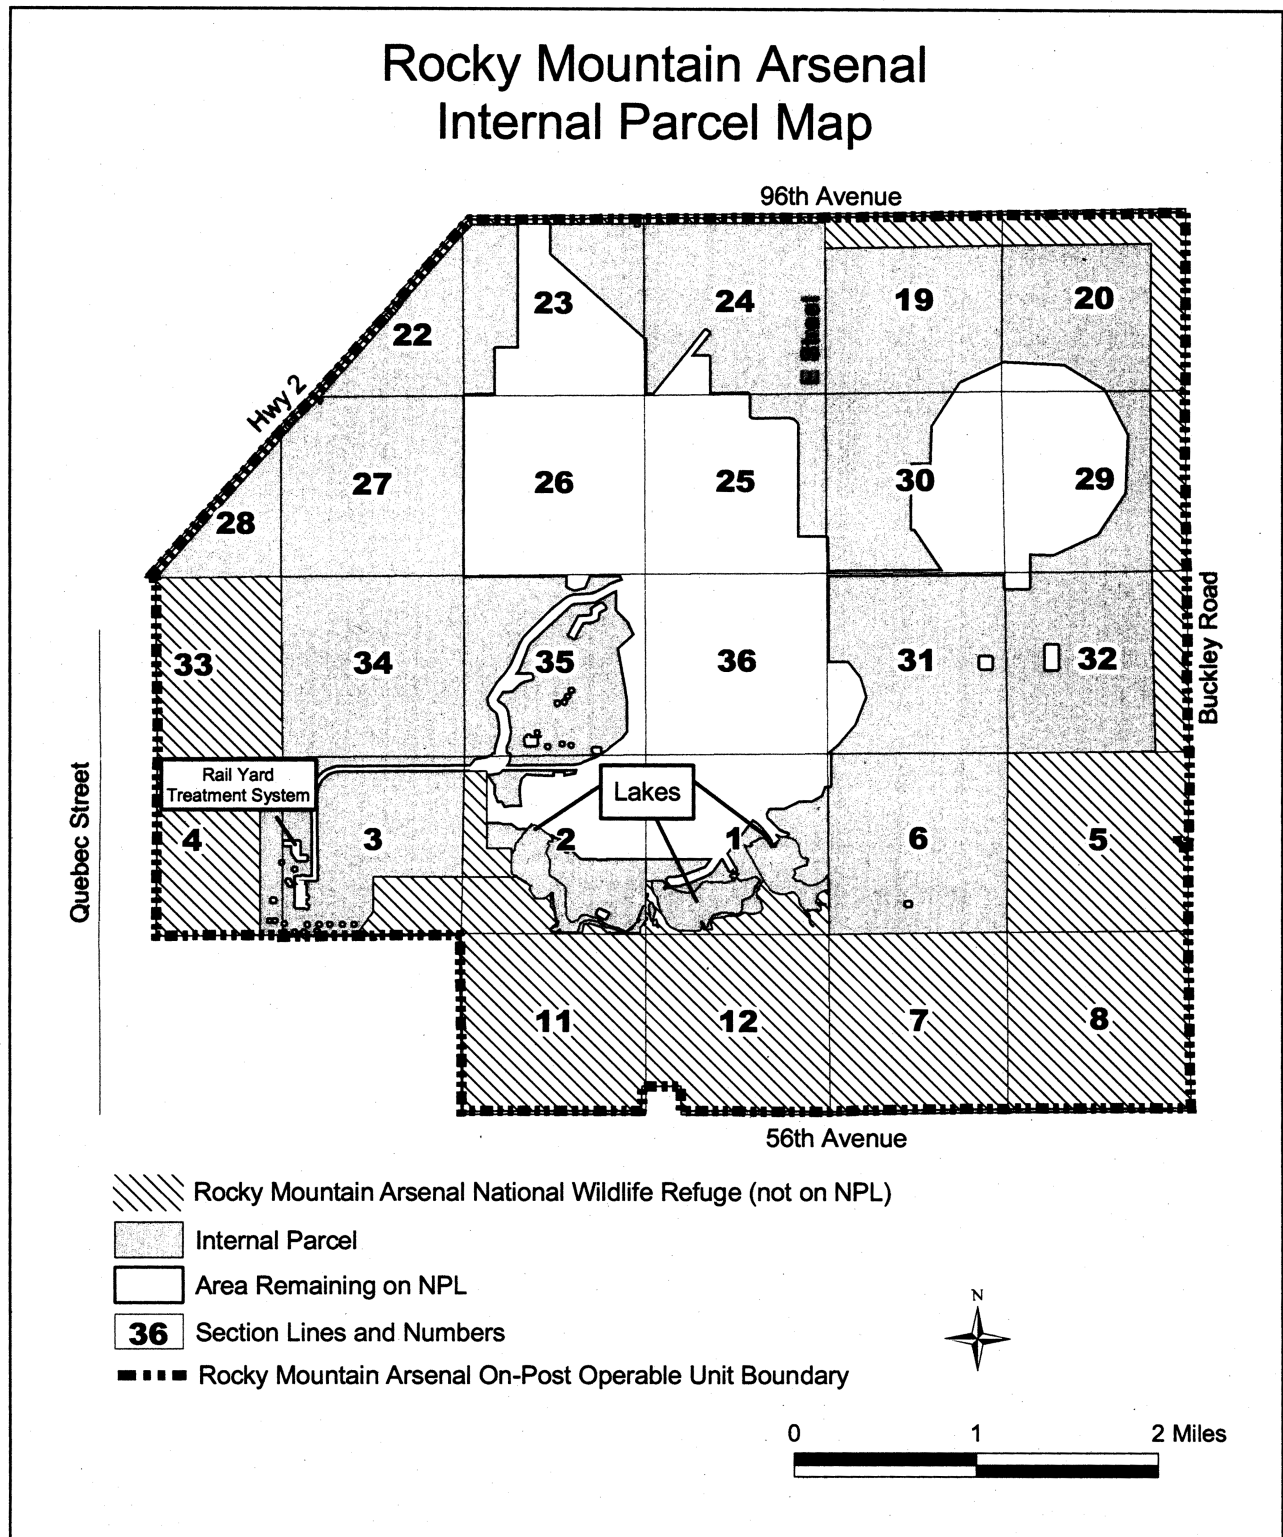 Rocky Mountain Arsenal
Internal Parcel Map
96th Avenue
23
24
19
20
22
E Street
Hwy 2
27
26
25
30
29
28
33
34
35
36
31
32
Buckley Road
Quebec Street
Rail Yard
Treatment System
Lakes
4
3
2
1
6
5
11
12
7
8
56th Avenue
Rocky Mountain Arsenal National Wildlife Refuge (not on NPL)
Internal Parcel
Area Remaining on NPL
36 Section Lines and Numbers
Rocky Mountain Arsenal On-Post Operable Unit Boundary
N
0 1 2 Miles